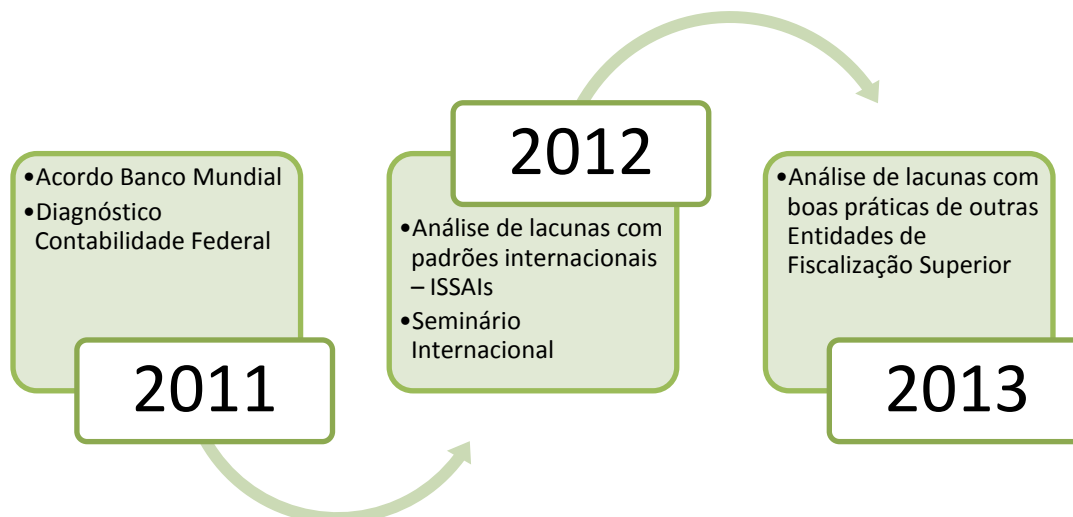 •Acordo Banco Mundial
•Diagnóstico
Contabilidade Federal
2011
2012
•Análise de lacunas com
padrões internacionais
– ISSAIs
•Seminário
Internacional
•Análise de lacunas com
boas práticas de outras
Entidades de
Fiscalização Superior
2013